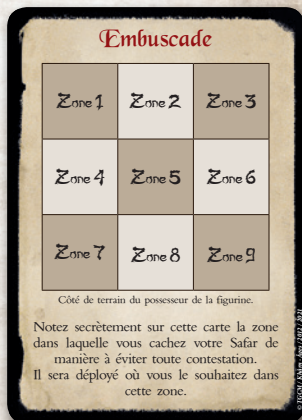 Embuscade
Zone 1 Zone 2 Zone 3
Zone 4 Zone 5 Zone 6
Zone 7 Zone 8 Zone 9
Côté de terrain du possesseur de la figurine.
Notez secrètement sur cette carte la zone
dans laquelle vous cachez votre Safar de
manière à éviter toute contestation.
Il sera déployé où vous le souhaitez dans
cette zone.